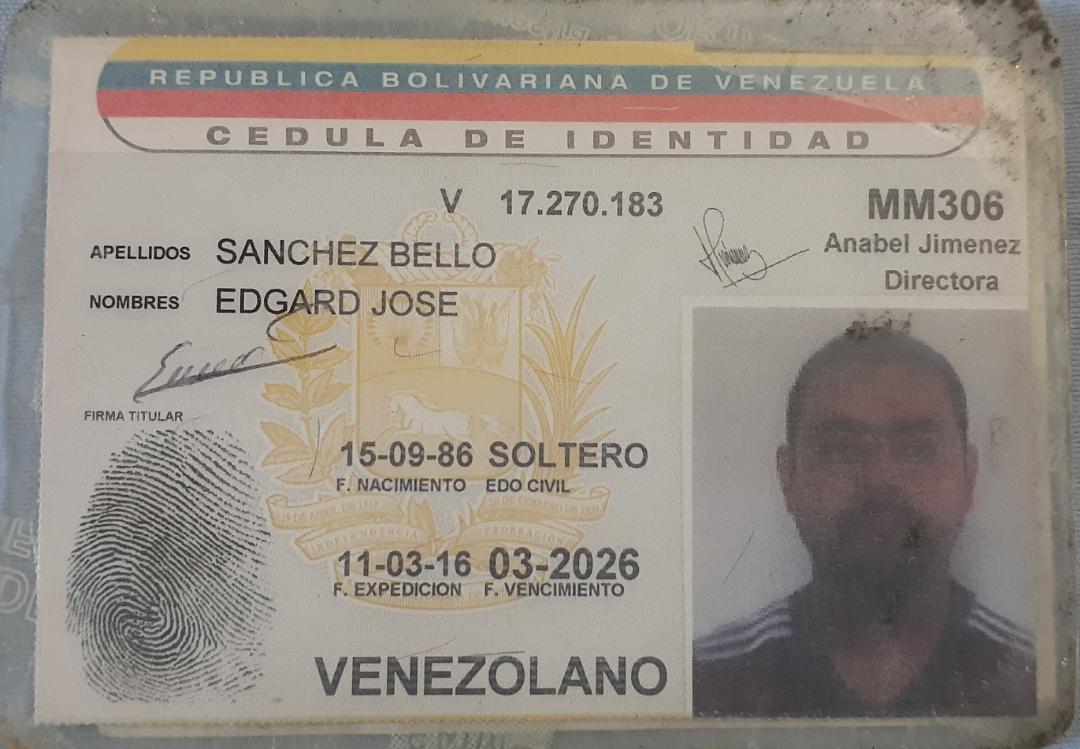 REPUBLICA BOLIVARIANA DE VENEZUELA
CEDULA DE IDENTIDAD
V 17.270.183
MM306
Anabel Jimenez
Directora
APELLIDOS SANCHEZ BELLO
NOMBRES EDGARD JOSE
FIRMA TITULAR
15-09-86 SOLTERO
F. NACIMIENTO EDO CIVIL
19 DE ABRIL DE 1810 20 DE FEBRERO DE 1859
INDEPENDENCIA FEDERACIÓN
11-03-16 03-2026
F. EXPEDICION F. VENCIMIENTO
VENEZOLANO